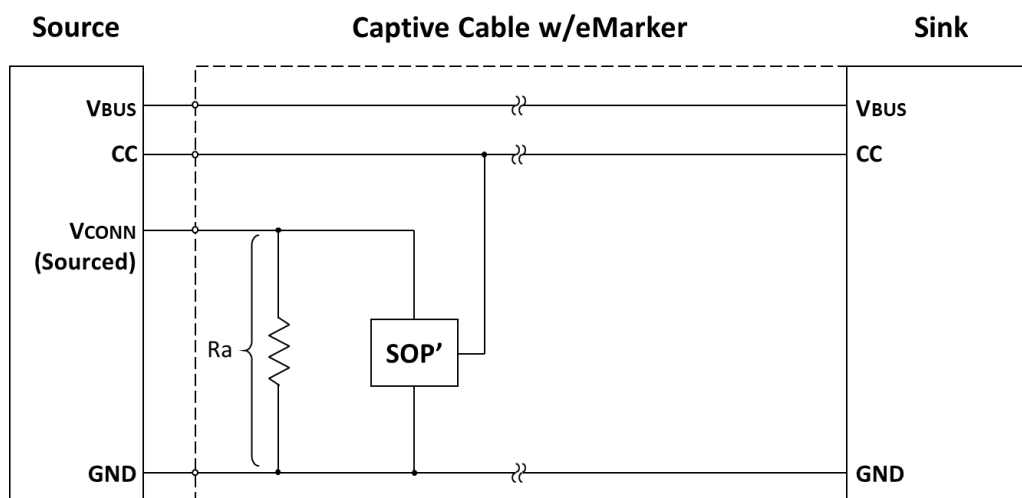 Source
Captive Cable w/eMarker
Sink
VBUS
VBUS
CC
CC
VCONN
(Sourced)
Ra
SOP’
GND
GND